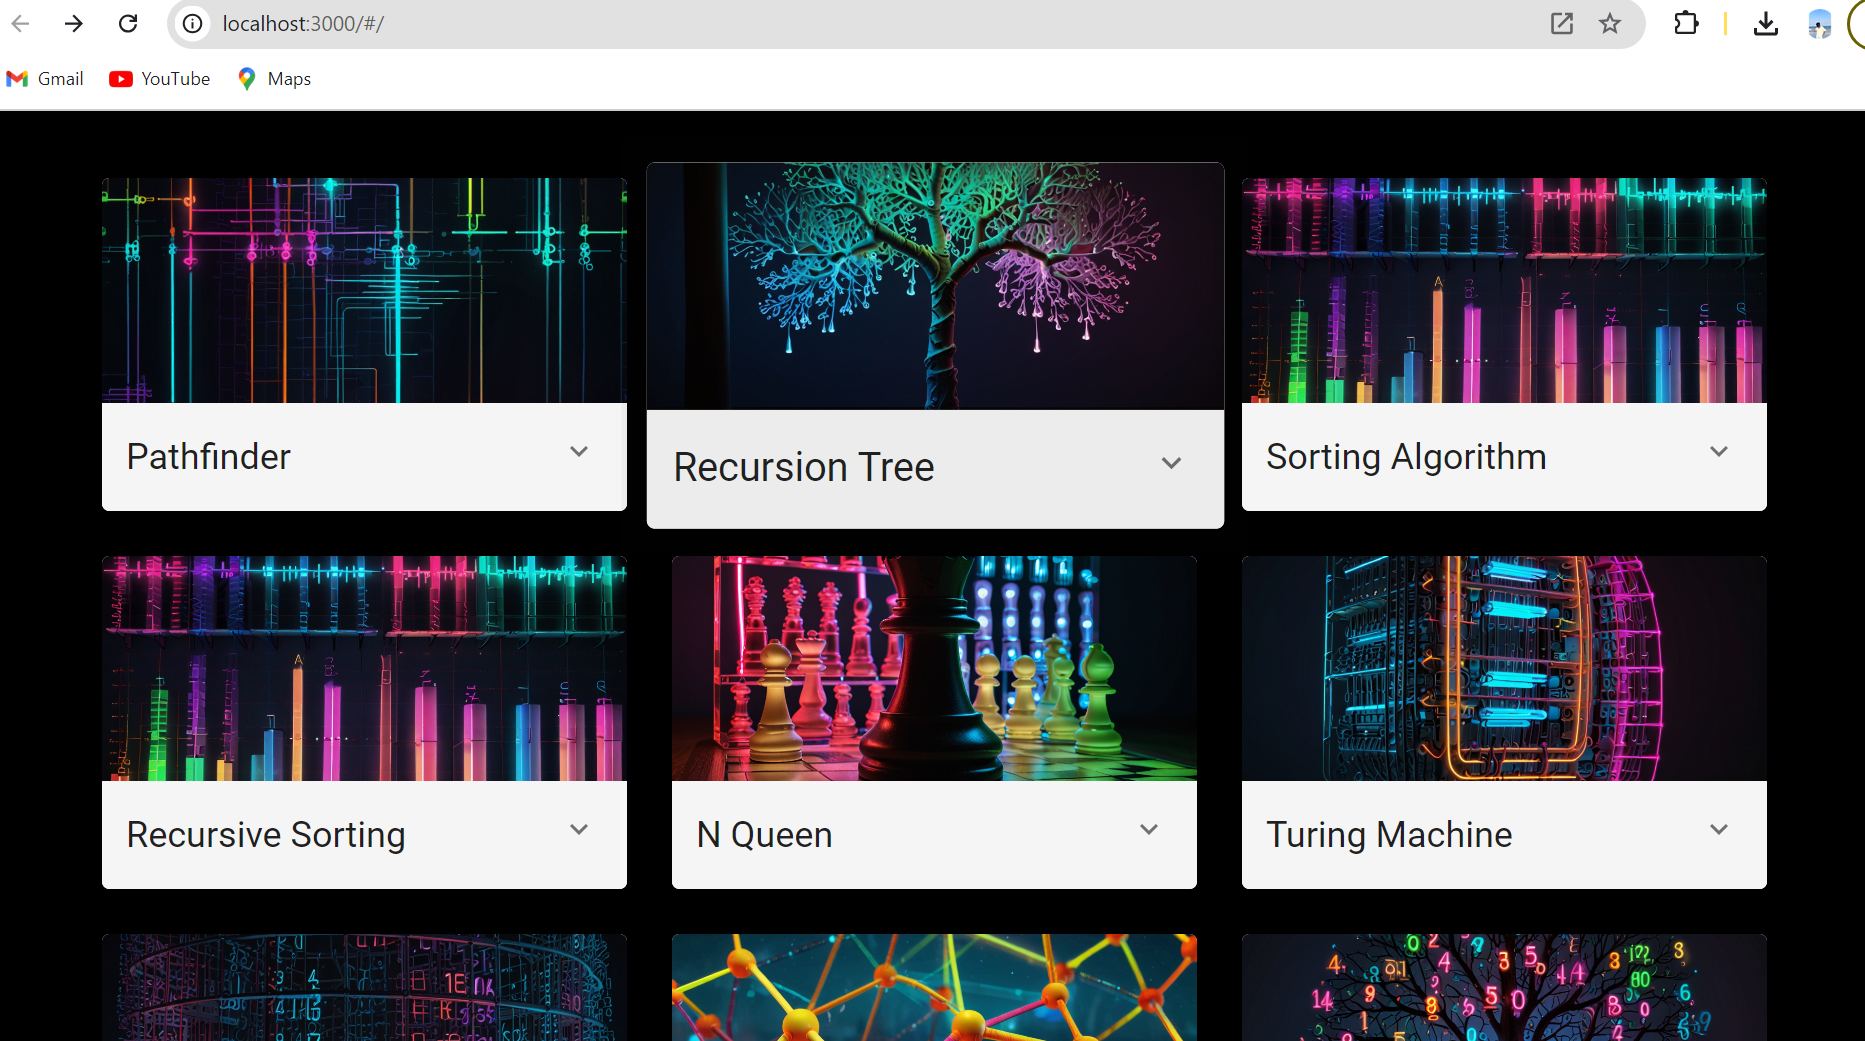 localhost:3000/#/
Gmail YouTube Maps
Pathfinder
Recursion Tree
Sorting Algorithm
Recursive Sorting
N Queen
Turing Machine